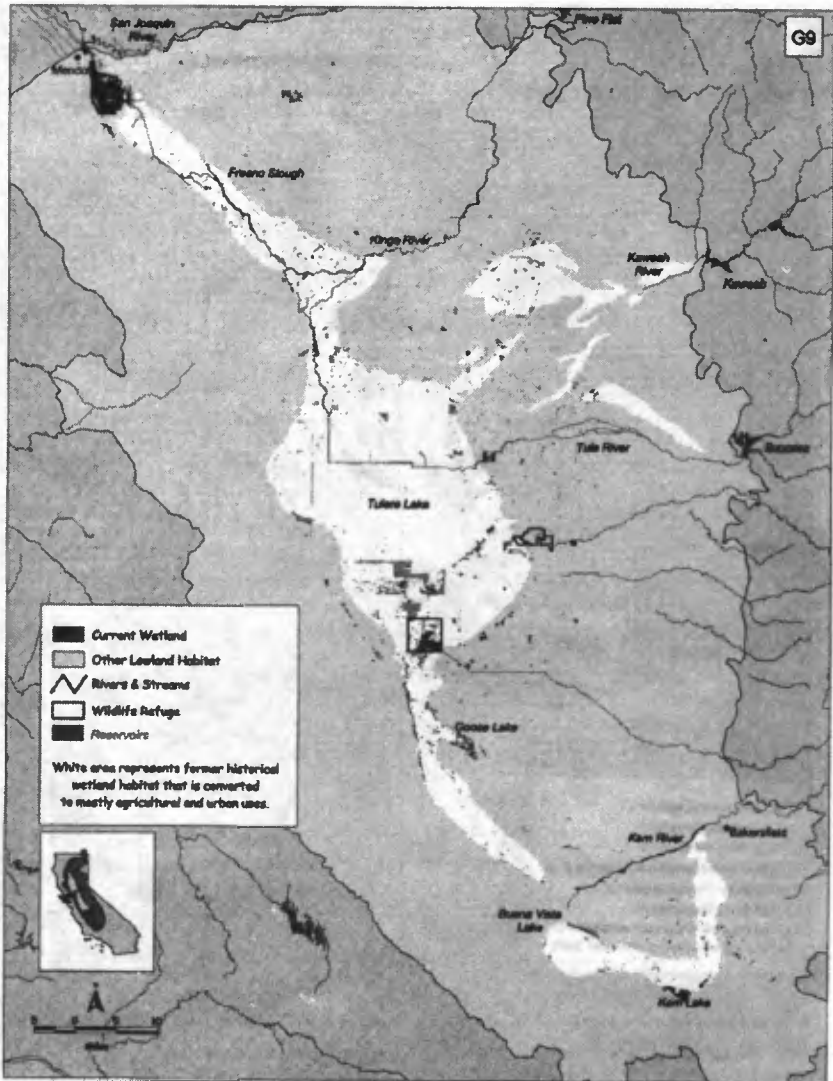 G9
San Joaquin
River
Pine Flat
Fresno Slough
Kings River
Kaweah
River
Kaweah
Tule River
Success
Tulare Lake
Current Wetland
Other Lowland Habitat
Rivers & Streams
Wildlife Refuge
Reservoirs
White area represents former historical
wetland habitat that is converted
to mostly agricultural and urban uses.
Goose Lake
Kern River
Bakersfield
Buena Vista
Lake
Kern Lake